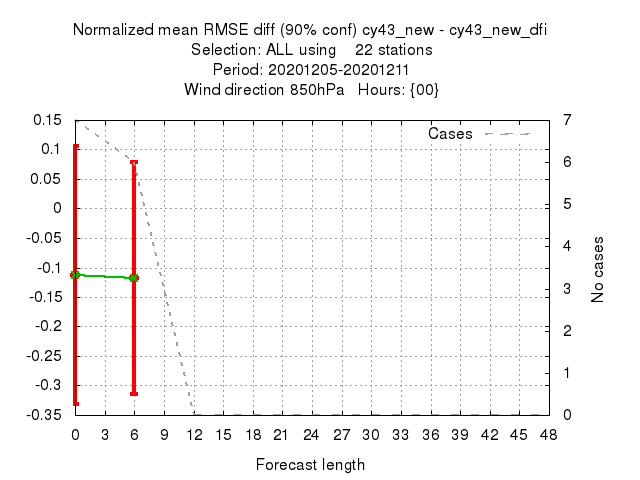 Normalized mean RMSE diff (90% conf) cy43_new - cy43_new_dfi
Selection: ALL using    22 stations
Period: 20201205-20201211
Wind direction 850hPa   Hours: {00}
Cases
0.15
0.1
0.05
0
-0.05
-0.1
-0.15
-0.2
-0.25
-0.3
-0.35
7
6
5
4
3
2
1
0
No cases
0 3 6 9 12 15 18 21 24 27 30 33 36 39 42 45 48
Forecast length